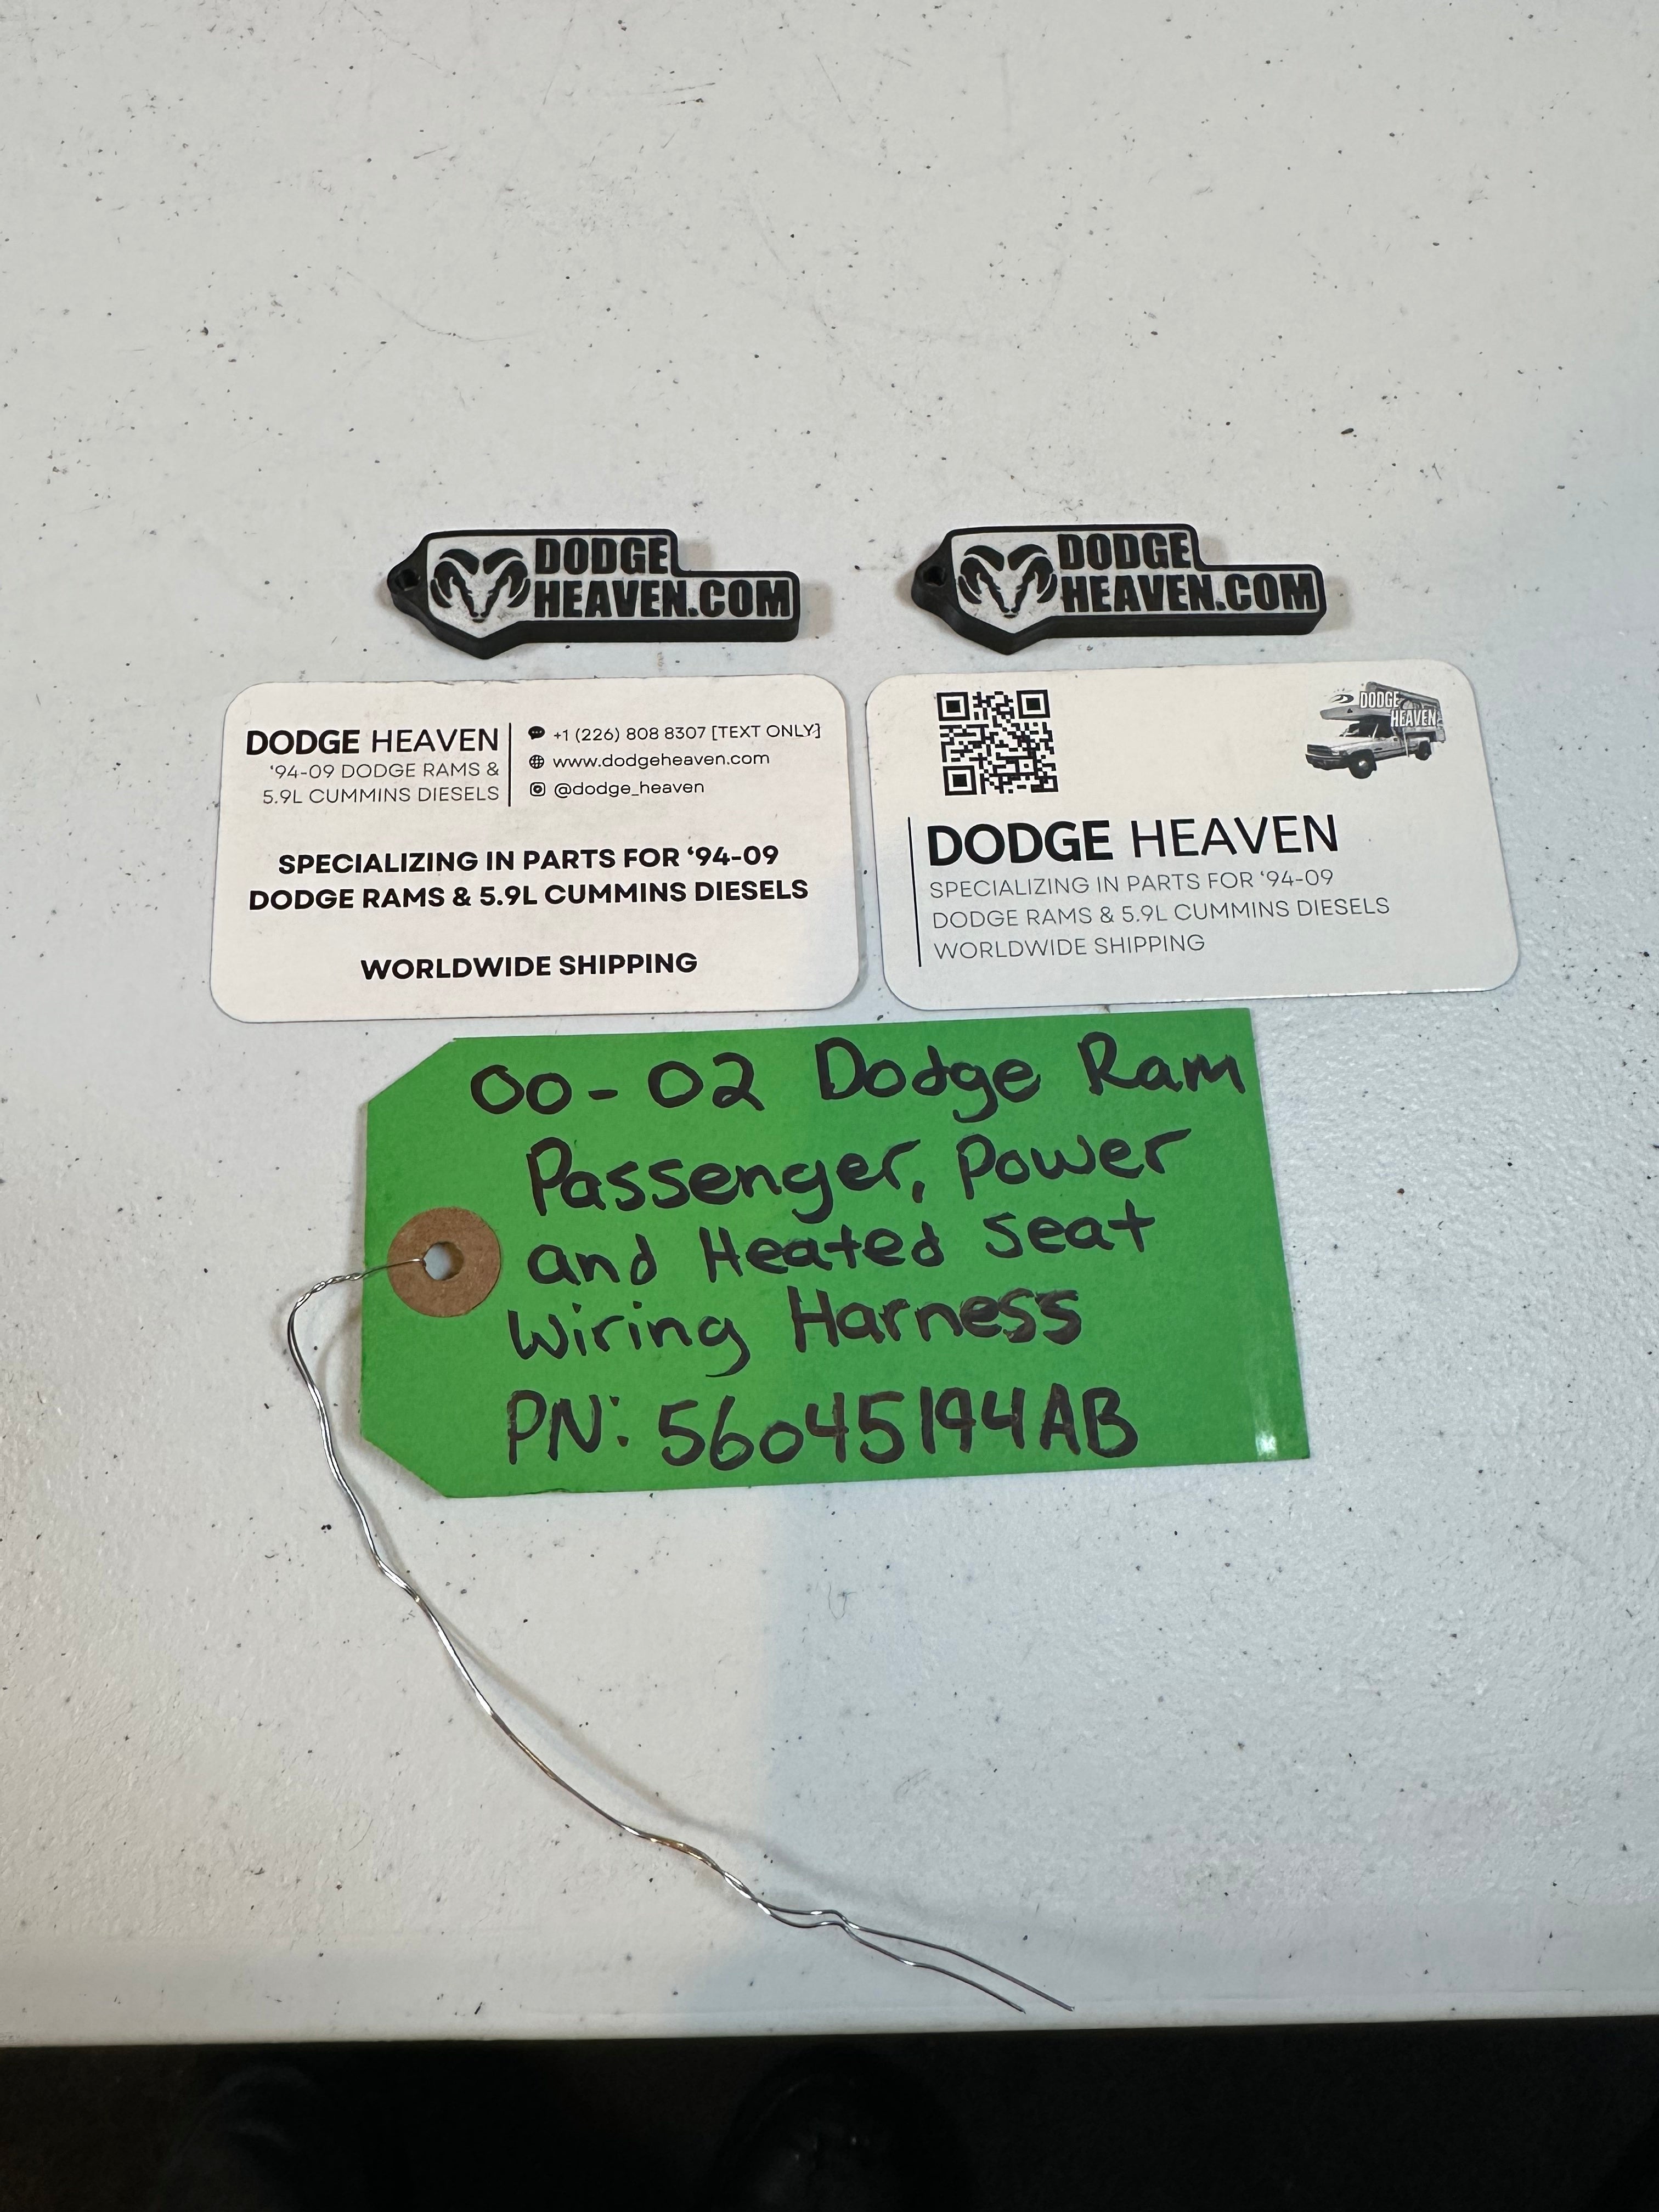 DODGE
HEAVEN.COM
DODGE
HEAVEN.COM
DODGE HEAVEN
'94-09 DODGE RAMS &
5.9L CUMMINS DIESELS
+1 (226) 808 8307 [TEXT ONLY]
www.dodgeheaven.com
@dodge_heaven
SPECIALIZING IN PARTS FOR ‘94-09
DODGE RAMS & 5.9L CUMMINS DIESELS
WORLDWIDE SHIPPING
DODGE
HEAVEN
DODGE HEAVEN
SPECIALIZING IN PARTS FOR ‘94-09
DODGE RAMS & 5.9L CUMMINS DIESELS
WORLDWIDE SHIPPING
00-02 Dodge Ram
Passenger, Power
and Heated seat
Wiring Harness
PN: 56045194AB